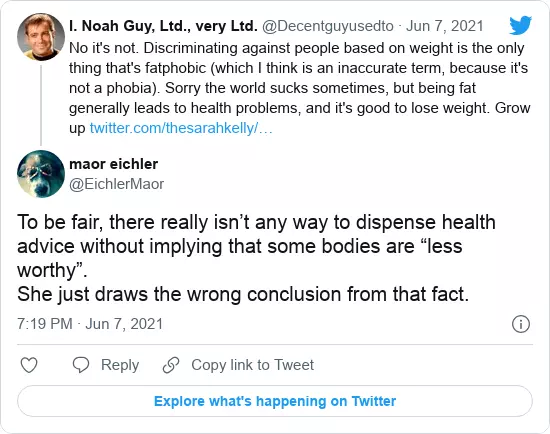 I. Noah Guy, Ltd., very Ltd. @Decentguyusedto · Jun 7, 2021
No it's not. Discriminating against people based on weight is the only
thing that's fatphobic (which I think is an inaccurate term, because it's
not a phobia). Sorry the world sucks sometimes, but being fat
generally leads to health problems, and it's good to lose weight. Grow
up twitter.com/thesarahkelly/…
maor eichler
@EichlerMaor
To be fair, there really isn’t any way to dispense health
advice without implying that some bodies are “less
worthy”.
She just draws the wrong conclusion from that fact.
7:19 PM · Jun 7, 2021
Reply Copy link to Tweet
Explore what's happening on Twitter